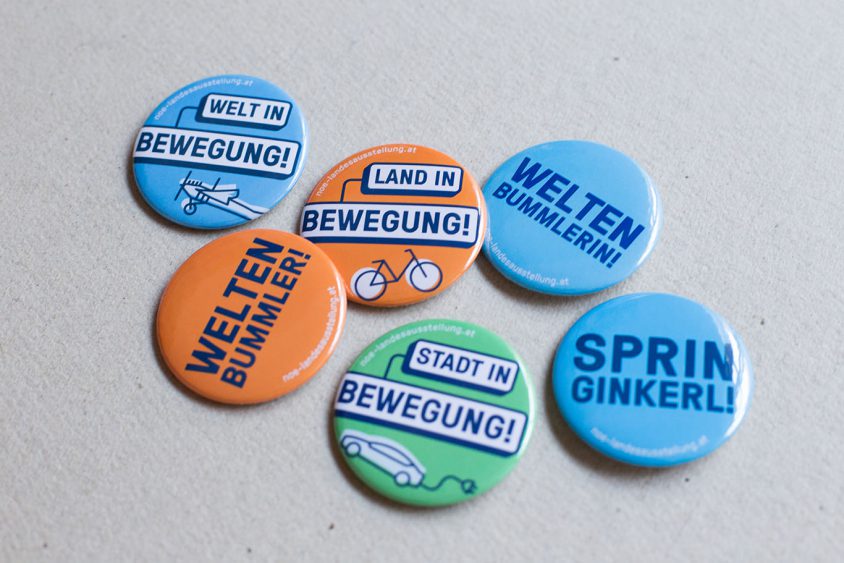 noe-landesausstellung.at
WELT IN
BEWEGUNG!
noe-landesausstellung.at
LAND IN
BEWEGUNG!
WELTEN
BUMMLERIN!
noe-landesausstellung.at
WELTEN
BUMMLER!
noe-landesausstellung.at
noe-landesausstellung.at
STADT IN
BEWEGUNG!
SPRIN
GINKERL!
noe-landesausstellung.at